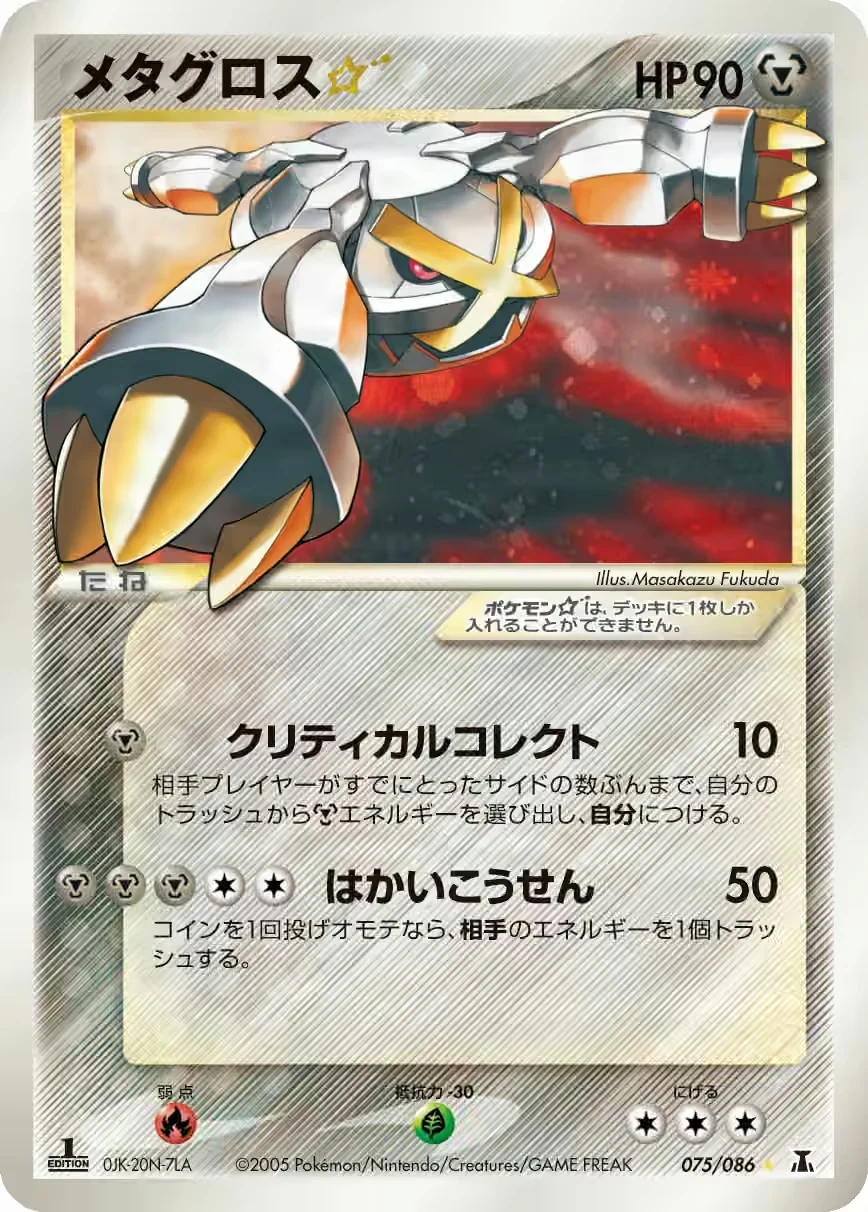 メタグロス☆ HP90
たね
Illus.Masakazu Fukuda
ポケモン☆は、デッキに1枚しか
入れることができません。
クリティカルコレクト 10
相手プレイヤーがすでにとったサイドの数ぶんまで、自分の
トラッシュからエネルギーを選び出し、自分につける。
はかいこうせん 50
コインを1回投げオモテなら、相手のエネルギーを1個トラッ
シュする。
弱点 抵抗力 -30 にげる
1 EDITION 0JK-20N-7LA ©2005 Pokémon/Nintendo/Creatures/GAME FREAK 075/086 ★